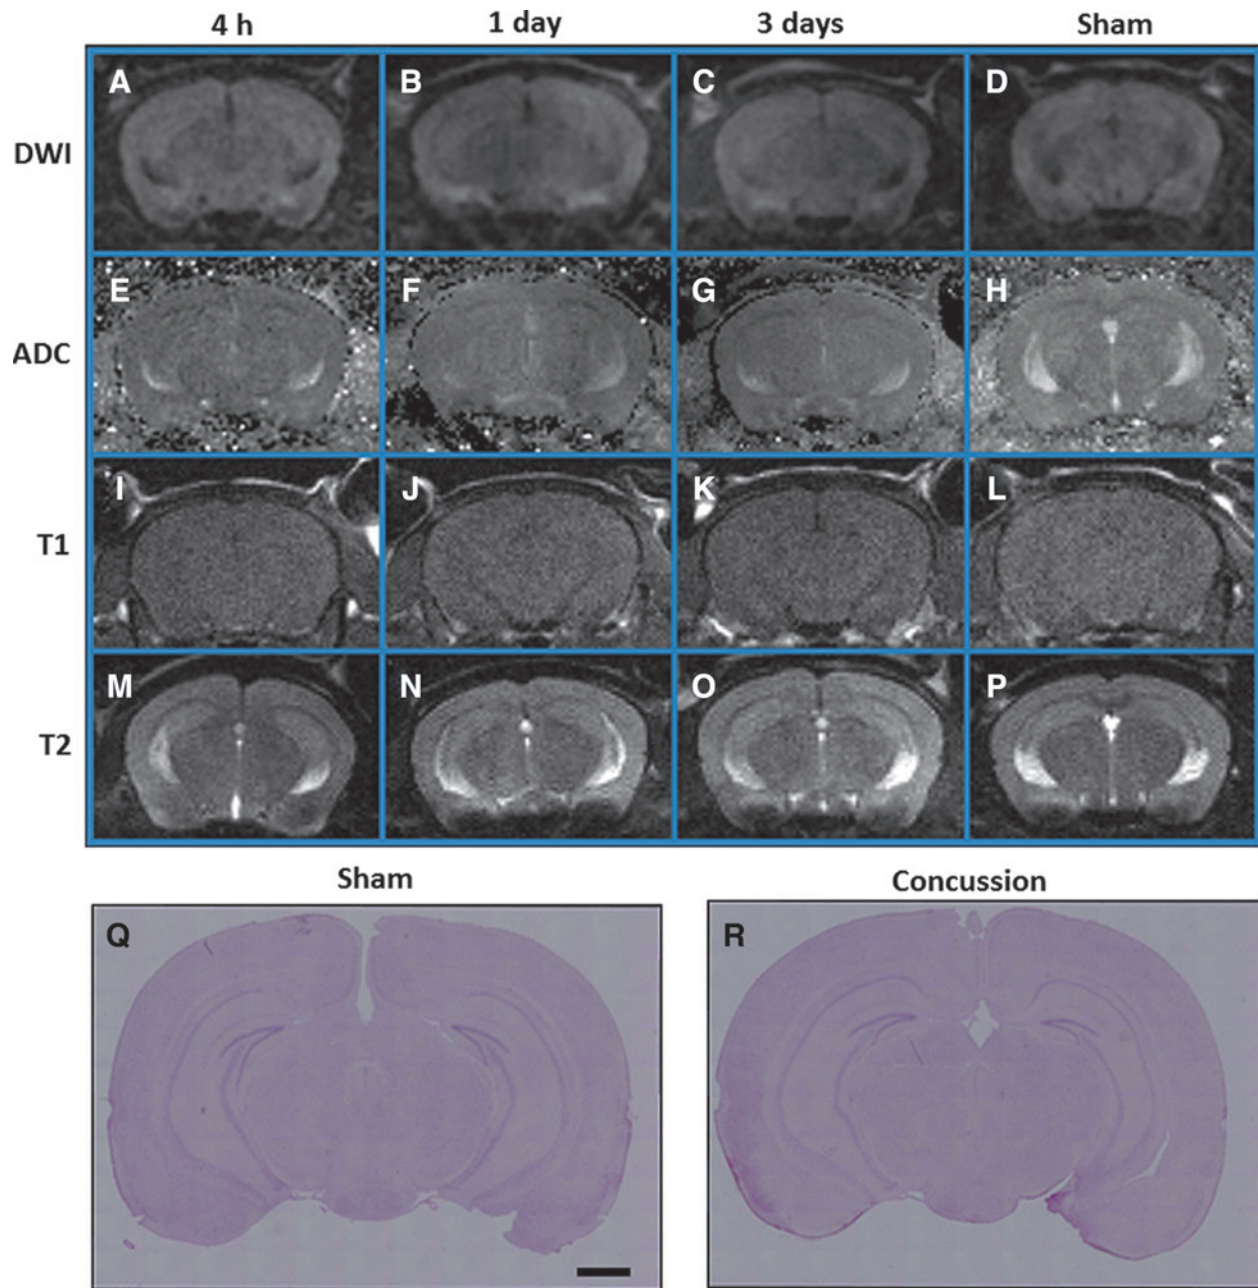 4 h 1 day 3 days Sham
A B C D
DWI
E F G H
ADC
I J K L
T1
M N O P
T2
Sham Concussion
Q R